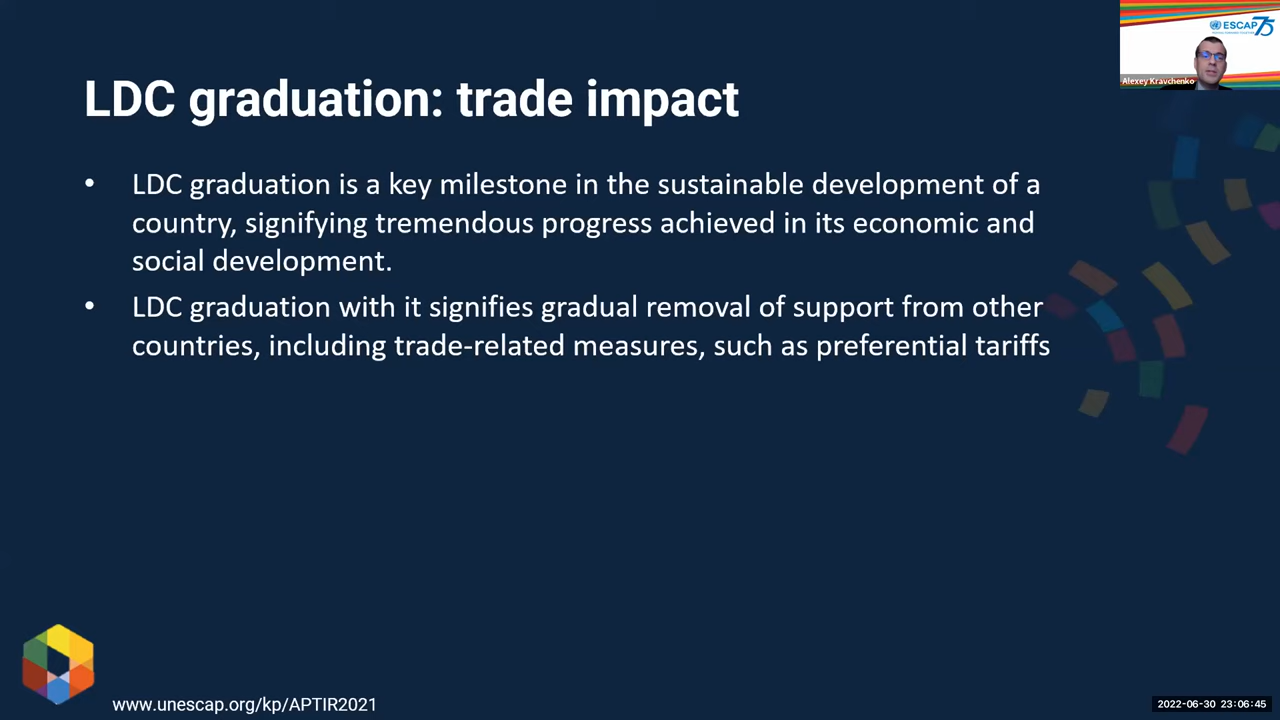 ESCAP 75
Alexey Kravchenko
LDC graduation: trade impact
• LDC graduation is a key milestone in the sustainable development of a
country, signifying tremendous progress achieved in its economic and
social development.
• LDC graduation with it signifies gradual removal of support from other
countries, including trade-related measures, such as preferential tariffs
www.unescap.org/kp/APTIR2021
2022-06-30 23:06:45